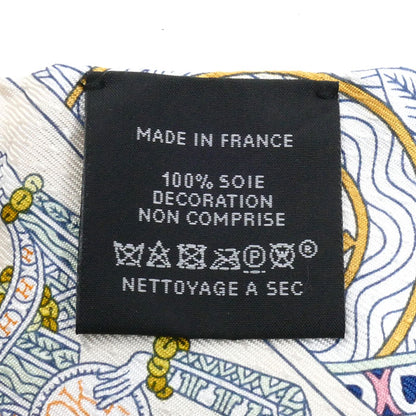 MADE IN FRANCE
100% SOIE
DECORATION
NON COMPRISE
P ®
NETTOYAGE A SEC